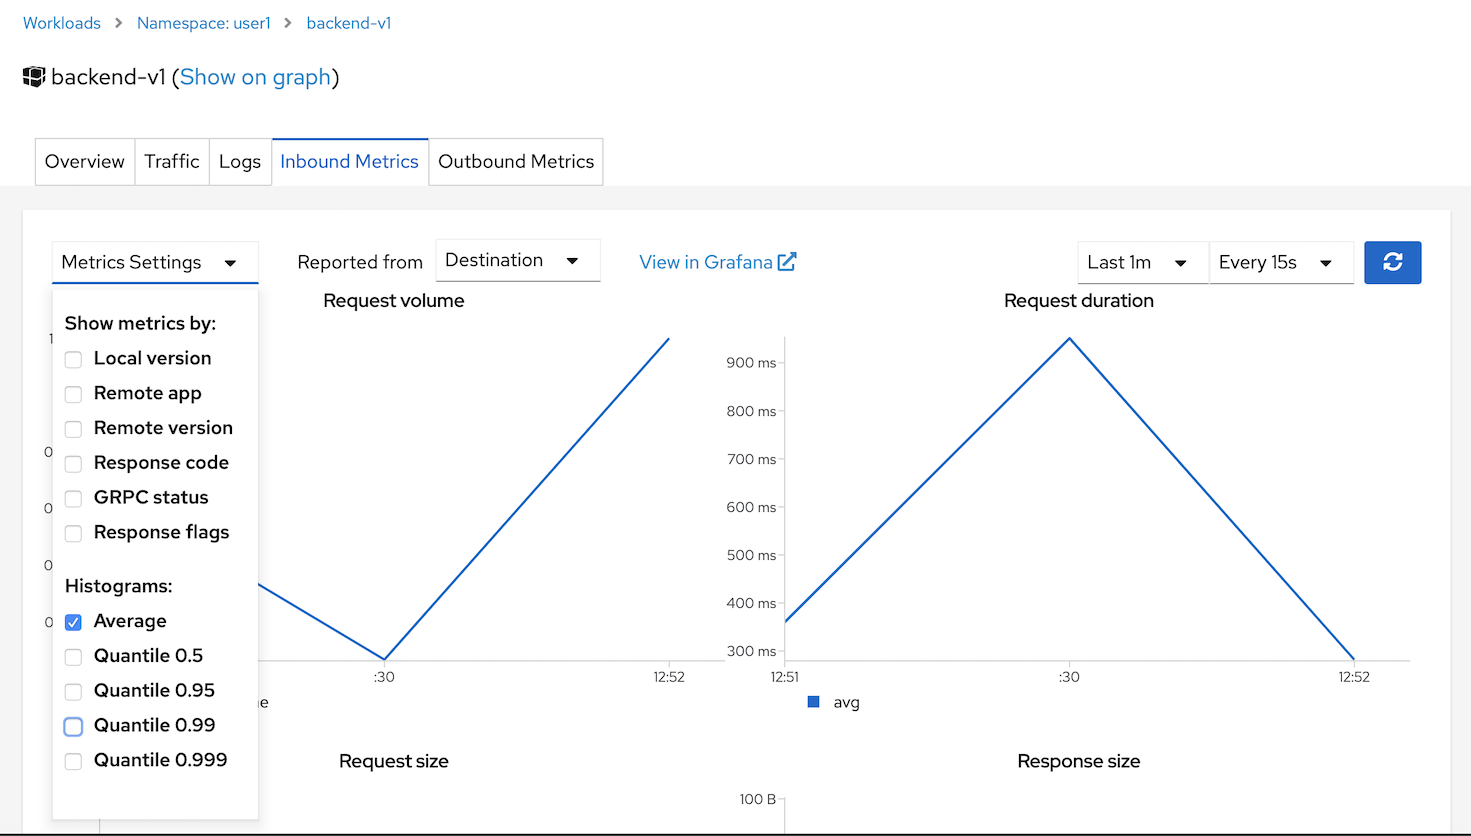 Workloads > Namespace: user1 > backend-v1
backend-v1 (Show on graph)
Overview Traffic Logs Inbound Metrics Outbound Metrics
Metrics Settings Reported from Destination View in Grafana Last 1m Every 15s
Show metrics by:
Local version
Remote app
Remote version
Response code
GRPC status
Response flags
Histograms:
Average
Quantile 0.5
Quantile 0.95
Quantile 0.99
Quantile 0.999
Request volume
1
0
0
0
0
:30 12:52
e
Request duration
900 ms
800 ms
700 ms
600 ms
500 ms
400 ms
300 ms
12:51 :30 12:52
avg
Request size
Response size
100 B